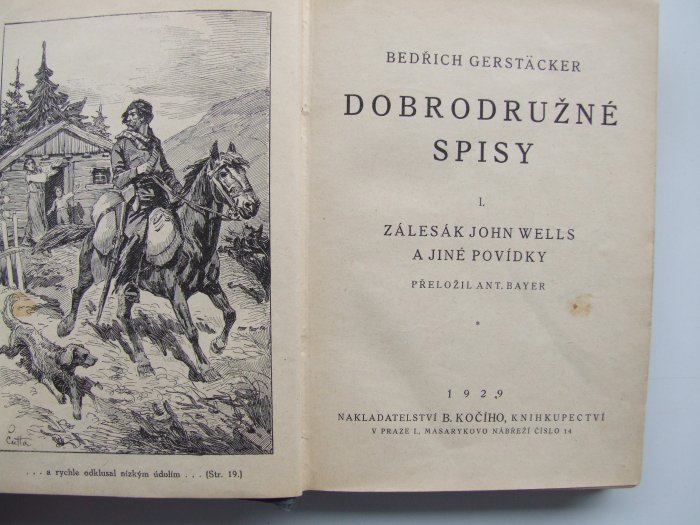 . . . a rychle odklusal nízkým údolím . . . (Str. 19.)
BEDŘICH GERSTÄCKER
DOBRODRUŽNÉ
SPISY
I.
ZÁLESÁK JOHN WELLS
A JINÉ POVÍDKY
PŘELOŽIL ANT. BAYER
*
1929
NAKLADATELSTVÍ B. KOČÍHO, KNIHKUPECTVÍ
V PRAZE I., MASARYKOVO NÁBŘEŽÍ ČÍSLO 14